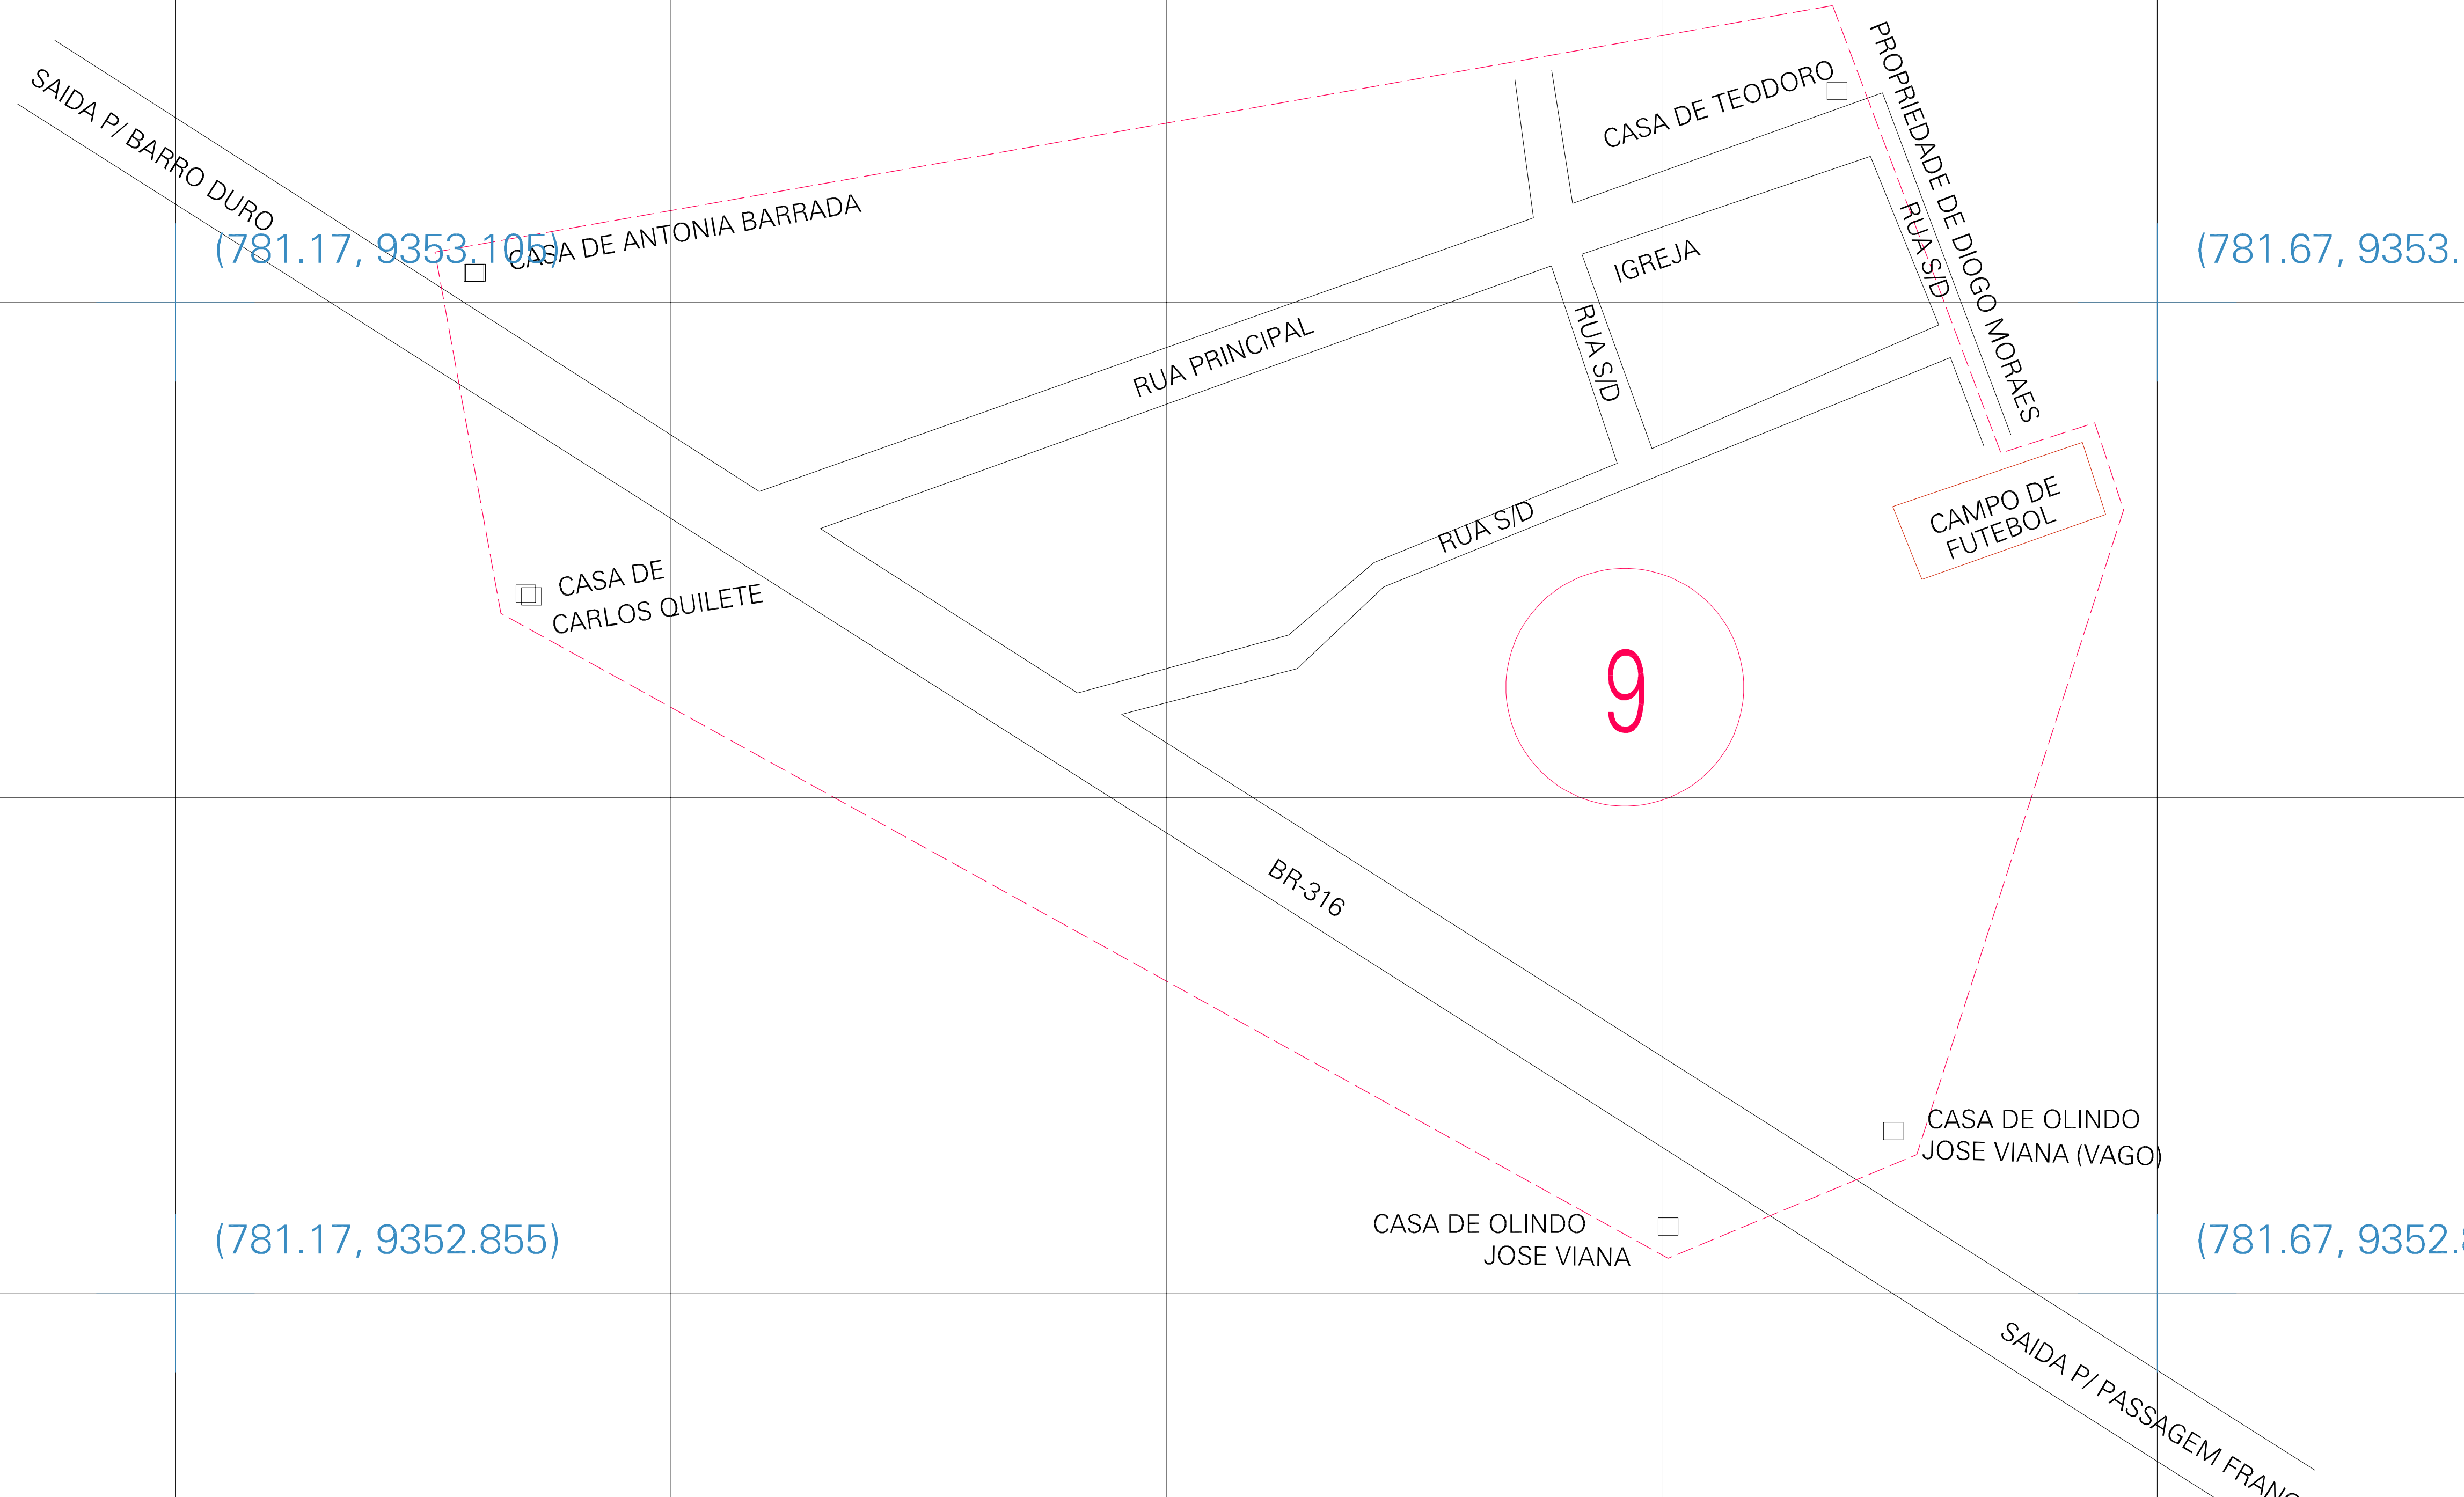 SAIDA P/ BARRO DURO
(781.17, 9353.105)
CASA DE ANTONIA BARRADA
CASA DE TEODORO
PROPRIEDADE DE DIOGO MORAES
(781.67, 9353.
IGREJA
RUA S/D
RUA PRINCIPAL
RUA S/D
RUA S/D
CAMPO DE
FUTEBOL
CASA DE
CARLOS QUILETE
9
BR-316
CASA DE OLINDO
JOSE VIANA (VAGO)
CASA DE OLINDO
JOSE VIANA
(781.17, 9352.855)
(781.67, 9352.
SAIDA P/ PASSAGEM